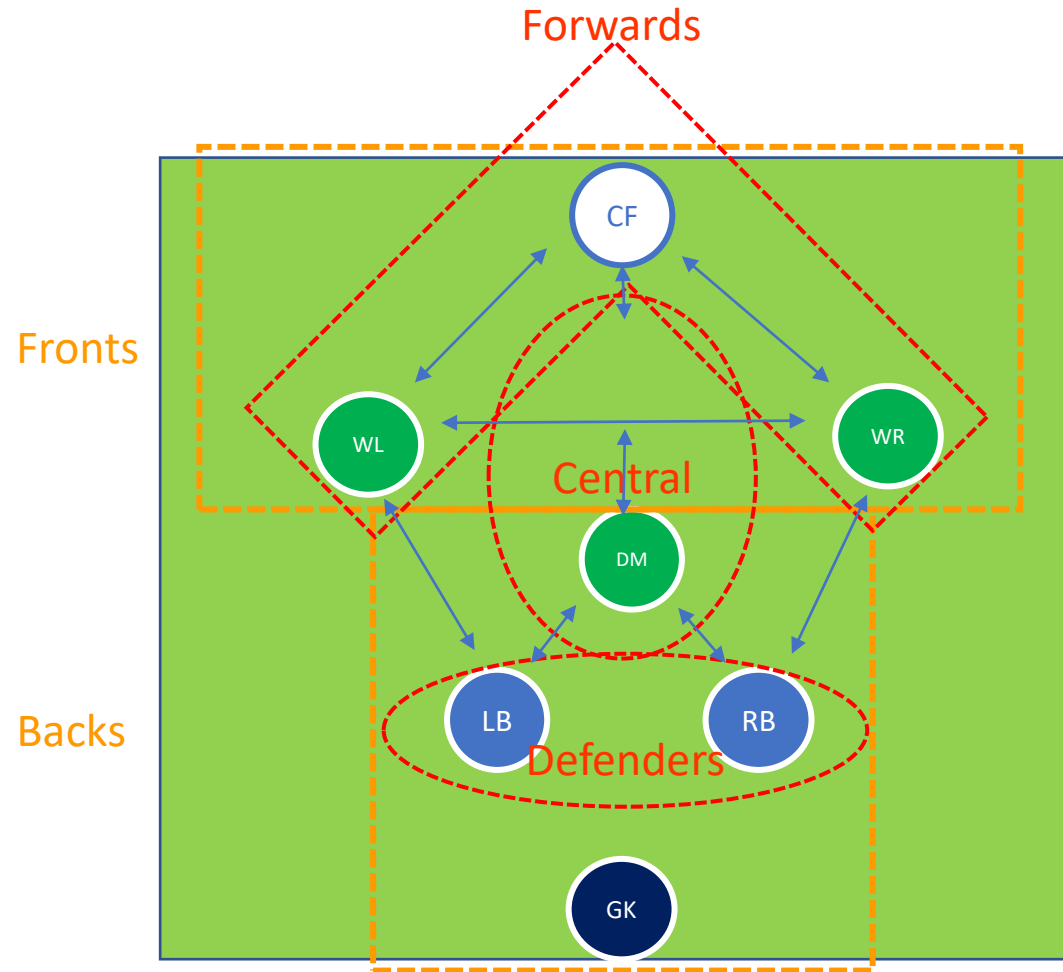 Forwards
CF
Fronts
WL
WR
Central
DM
LB
RB
Backs
Defenders
GK